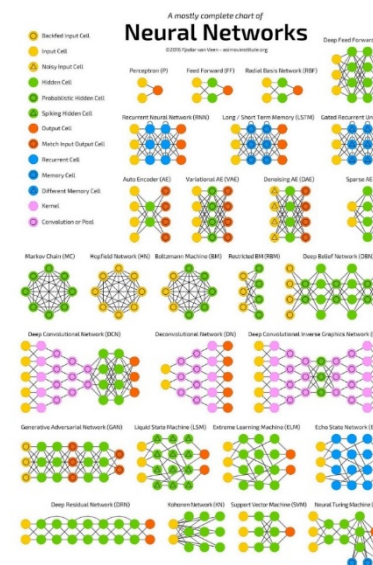 A mostly complete chart of
Neural Networks
©2016 Fjodor van Veen - asimovinstitute.org
Backfed Input Cell
Input Cell
Noisy Input Cell
Hidden Cell
Probablistic Hidden Cell
Spiking Hidden Cell
Output Cell
Match Input Output Cell
Recurrent Cell
Memory Cell
Different Memory Cell
Kernel
Convolution or Pool
Deep Feed Forward
Perceptron (P) Feed Forward (FF) Radial Basis Network (RBF)
Recurrent Neural Network (RNN) Long / Short Term Memory (LSTM) Gated Recurrent Un
Auto Encoder (AE) Variational AE (VAE) Denoising AE (DAE) Sparse AE
Markov Chain (MC) Hopfield Network (HN) Boltzmann Machine (BM) Restricted BM (RBM) Deep Belief Network (DBN
Deep Convolutional Network (DCN) Deconvolutional Network (DN) Deep Convolutional Inverse Graphics Network (
Generative Adversarial Network (GAN) Liquid State Machine (LSM) Extreme Learning Machine (ELM) Echo State Network (E
Deep Residual Network (DRN) Kohonen Network (KN) Support Vector Machine (SVM) Neural Turing Machine (